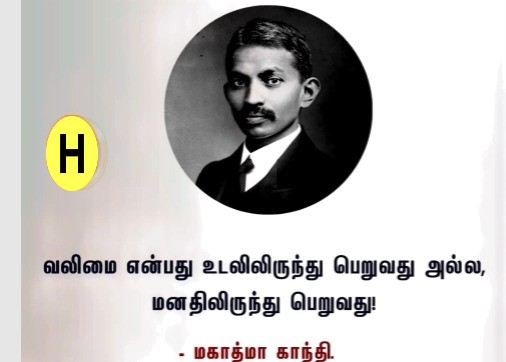 H
வலிமை என்பது உடலிலிருந்து பெறுவது அல்ல,
மனதிலிருந்து பெறுவது!
- மகாத்மா காந்தி.